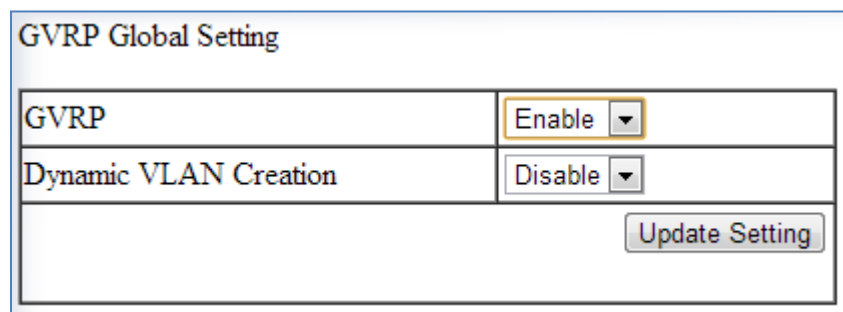 GVRP Global Setting
GVRP Enable
Dynamic VLAN Creation Disable
Update Setting